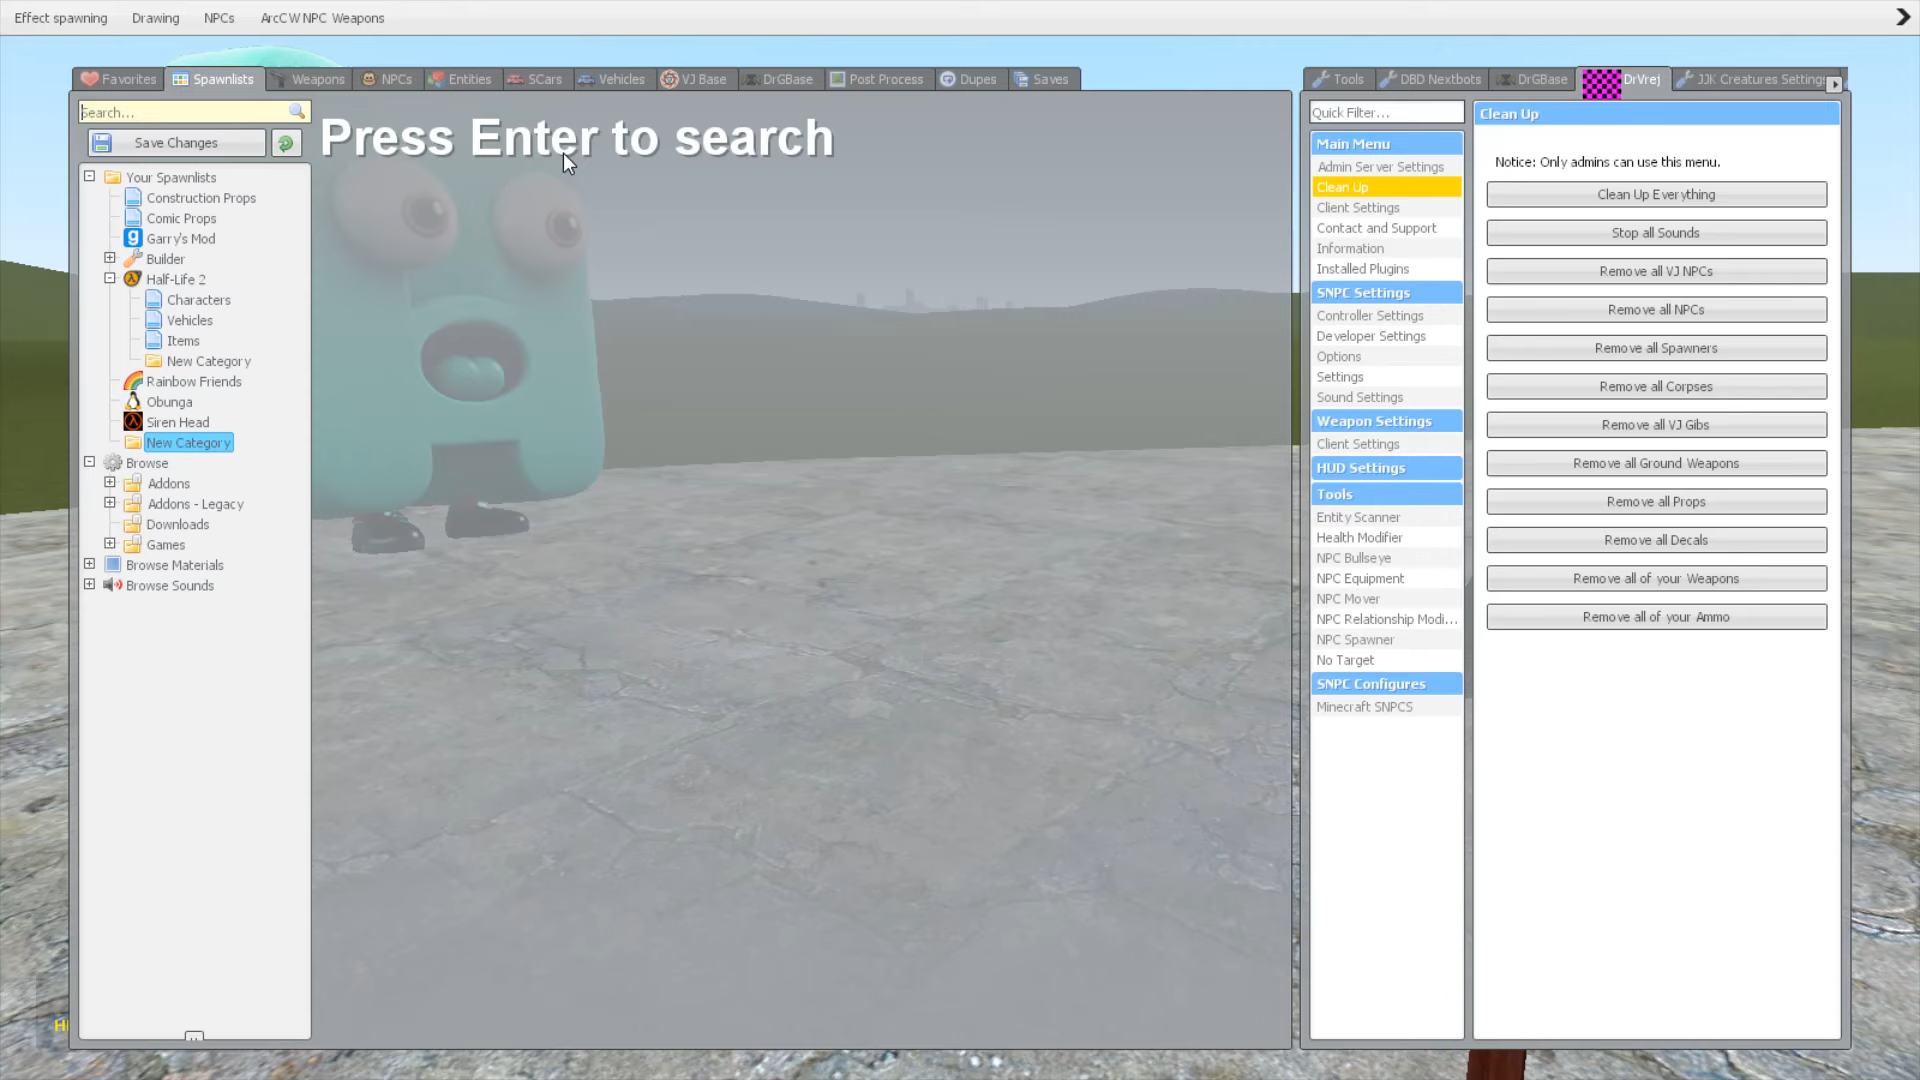 Effect spawning Drawing NPCs ArcCW NPC Weapons
Favorites Spawnlists Weapons NPCs Entities SCars Vehicles VJ Base DrGBase Post Process Dupes Saves
Search...
Save Changes
Press Enter to search
Your Spawnlists
Construction Props
Comic Props
Garry's Mod
Builder
Half-Life 2
Characters
Vehicles
Items
New Category
Rainbow Friends
Obunga
Siren Head
New Category
Browse
Addons
Addons - Legacy
Downloads
Games
Browse Materials
Browse Sounds
Tools DBD Nextbots DrGBase DrVrej JJK Creatures Settings
Quick Filter...
Main Menu
Admin Server Settings
Clean Up
Client Settings
Contact and Support
Information
Installed Plugins
SNPC Settings
Controller Settings
Developer Settings
Options
Settings
Sound Settings
Weapon Settings
Client Settings
HUD Settings
Tools
Entity Scanner
Health Modifier
NPC Bullseye
NPC Equipment
NPC Mover
NPC Relationship Modi...
NPC Spawner
No Target
SNPC Configures
Minecraft SNPCS
Clean Up
Notice: Only admins can use this menu.
Clean Up Everything
Stop all Sounds
Remove all VJ NPCs
Remove all NPCs
Remove all Spawners
Remove all Corpses
Remove all VJ Gibs
Remove all Ground Weapons
Remove all Props
Remove all Decals
Remove all of your Weapons
Remove all of your Ammo